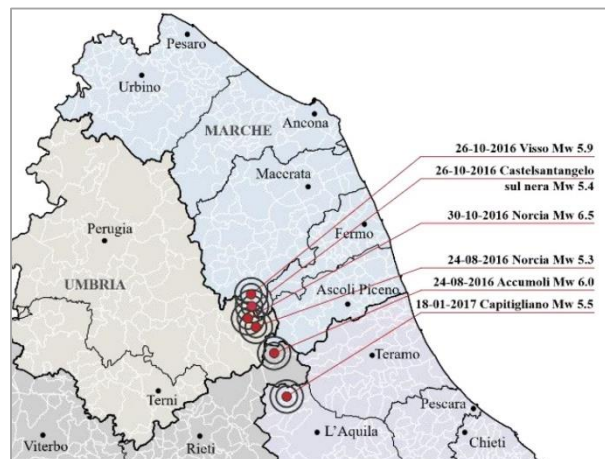 Pesaro
Urbino
MARCHE
Ancona
26-10-2016 Visso Mw 5.9
26-10-2016 Castelsantangelo
sul nera Mw 5.4
Macerata
30-10-2016 Norcia Mw 6.5
Perugia
Fermo
24-08-2016 Norcia Mw 5.3
UMBRIA
24-08-2016 Accumoli Mw 6.0
Ascoli Piceno
18-01-2017 Capitigliano Mw 5.5
Teramo
Terni
Pescara
Viterbo
Rieti
L'Aquila
Chieti